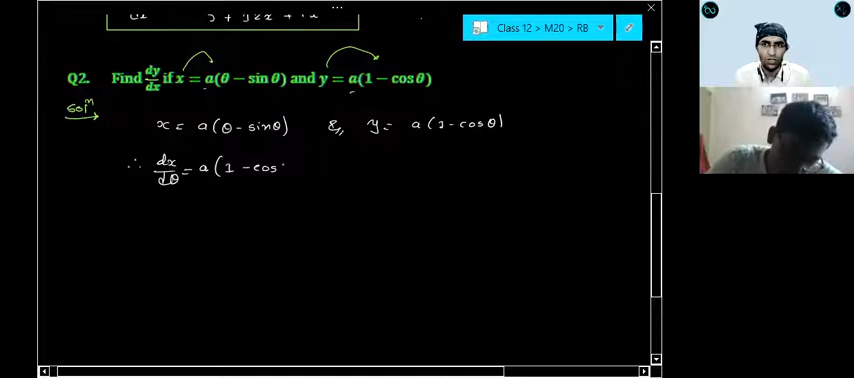 Class 12 > M20 > RB
Q2. Find dy/dx if x = a(θ − sin θ) and y = a(1 − cos θ)
Sol^n
x = a(θ - sinθ) &, y = a(1 - cosθ)
∴ dx/dθ = a(1 - cos